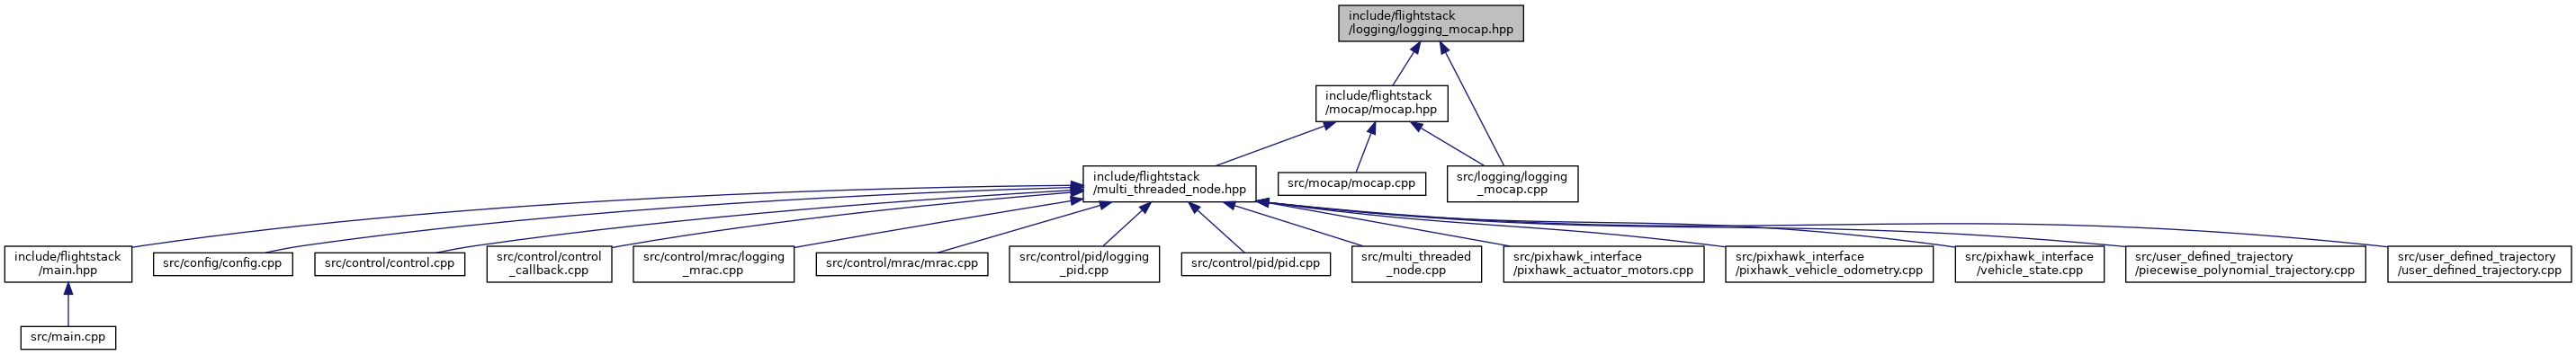 include/flightstack
/logging/logging_mocap.hpp
include/flightstack
/mocap/mocap.hpp
include/flightstack
/multi_threaded_node.hpp
src/mocap/mocap.cpp
src/logging/logging
_mocap.cpp
include/flightstack
/main.hpp
src/config/config.cpp
src/control/control.cpp
src/control/control
_callback.cpp
src/control/mrac/logging
_mrac.cpp
src/control/mrac/mrac.cpp
src/control/pid/logging
_pid.cpp
src/control/pid/pid.cpp
src/multi_threaded
_node.cpp
src/pixhawk_interface
/pixhawk_actuator_motors.cpp
src/pixhawk_interface
/pixhawk_vehicle_odometry.cpp
src/pixhawk_interface
/vehicle_state.cpp
src/user_defined_trajectory
/piecewise_polynomial_trajectory.cpp
src/user_defined_trajectory
/user_defined_trajectory.cpp
src/main.cpp